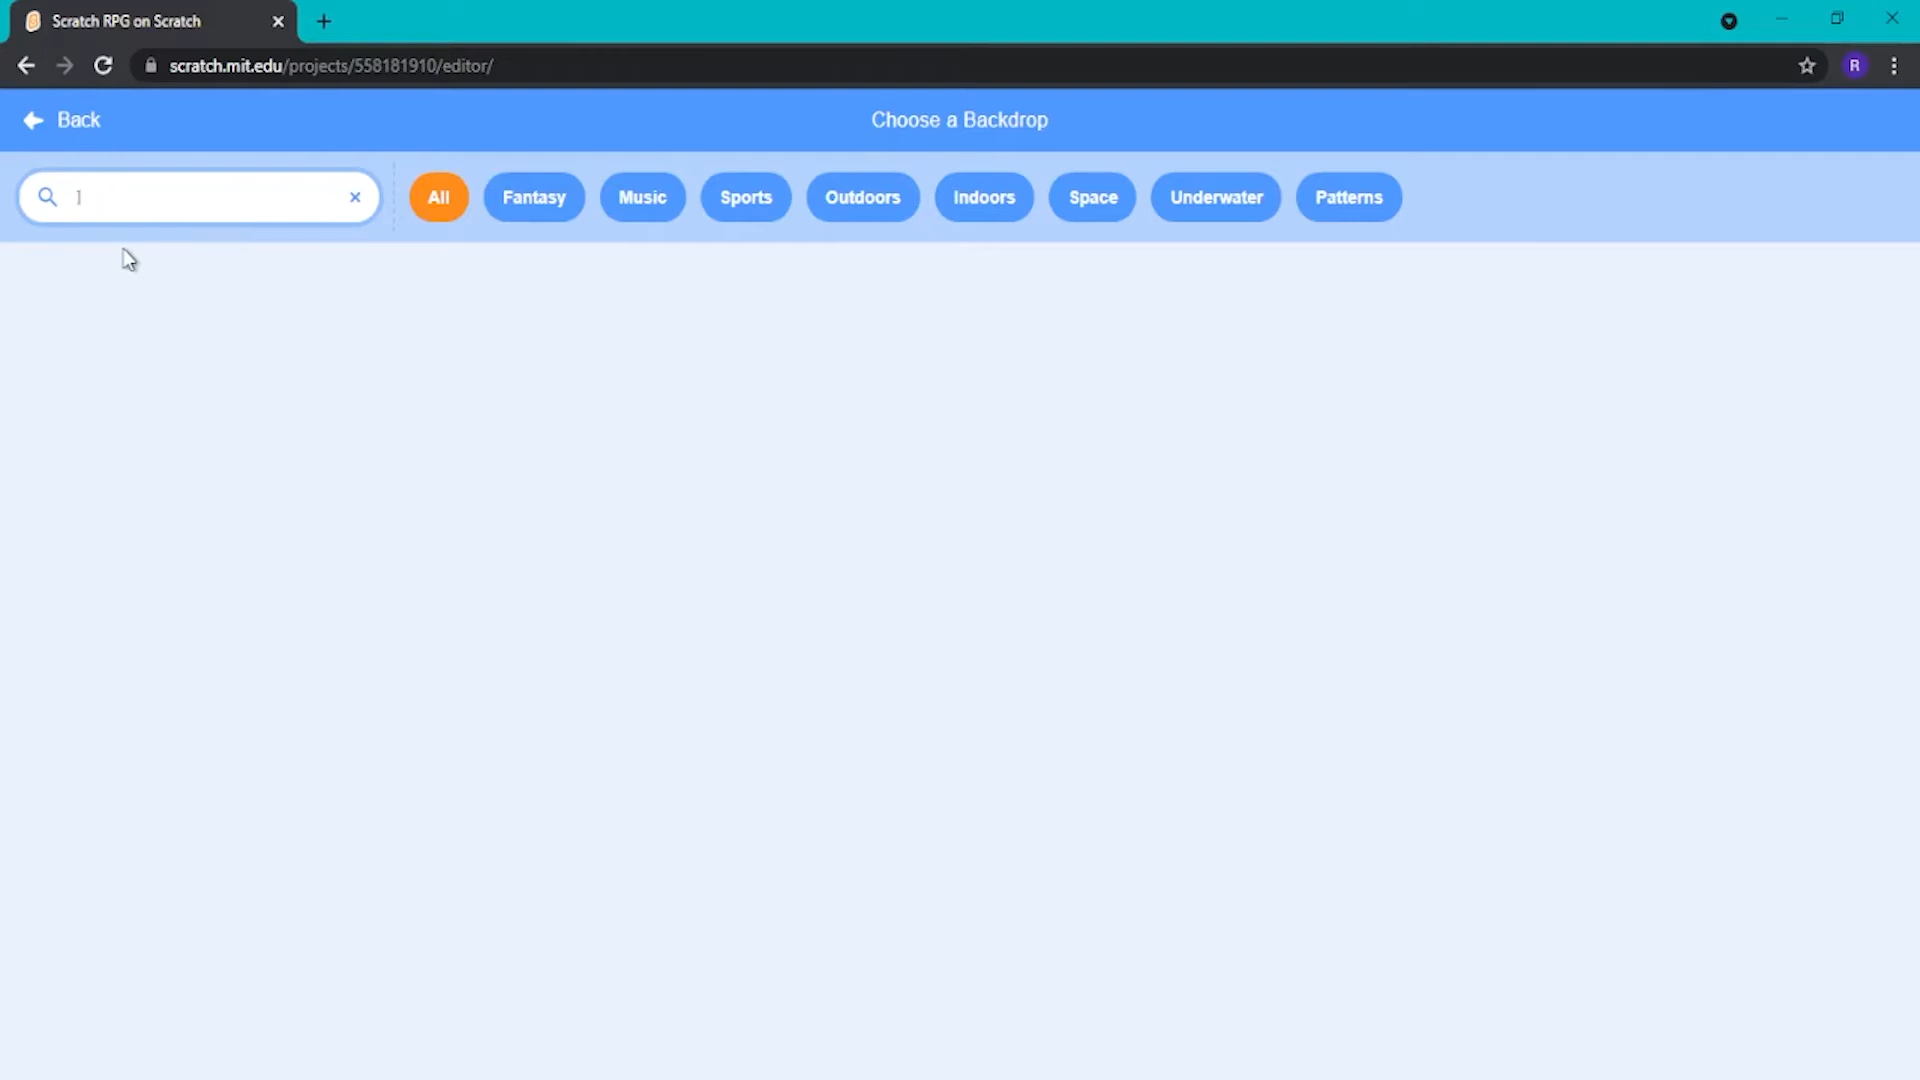 Scratch RPG on Scratch
scratch.mit.edu/projects/558181910/editor/
R
Back
Choose a Backdrop
]
All
Fantasy
Music
Sports
Outdoors
Indoors
Space
Underwater
Patterns